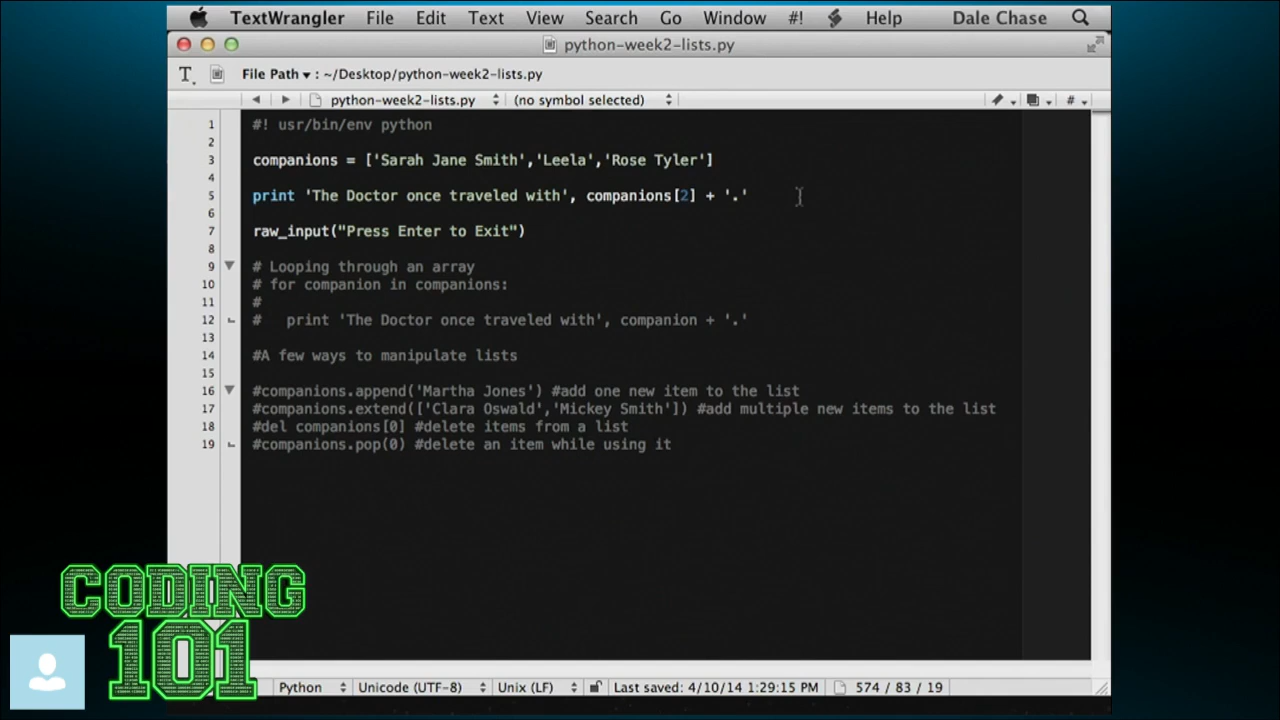 TextWrangler File Edit Text View Search Go Window #! Help Dale Chase
python-week2-lists.py
File Path ▾ : ~/Desktop/python-week2-lists.py
python-week2-lists.py (no symbol selected) #
1 #! usr/bin/env python
2
3 companions = ['Sarah Jane Smith','Leela','Rose Tyler']
4
5 print 'The Doctor once traveled with', companions[2] + '.'
6
7 raw_input("Press Enter to Exit")
8
9 # Looping through an array
10 # for companion in companions:
11 #
12 #   print 'The Doctor once traveled with', companion + '.'
13
14 #A few ways to manipulate lists
15
16 #companions.append('Martha Jones') #add one new item to the list
17 #companions.extend(['Clara Oswald','Mickey Smith']) #add multiple new items to the list
18 #del companions[0] #delete items from a list
19 #companions.pop(0) #delete an item while using it
CODING
101
Python Unicode (UTF-8) Unix (LF) Last saved: 4/10/14 1:29:15 PM 574 / 83 / 19